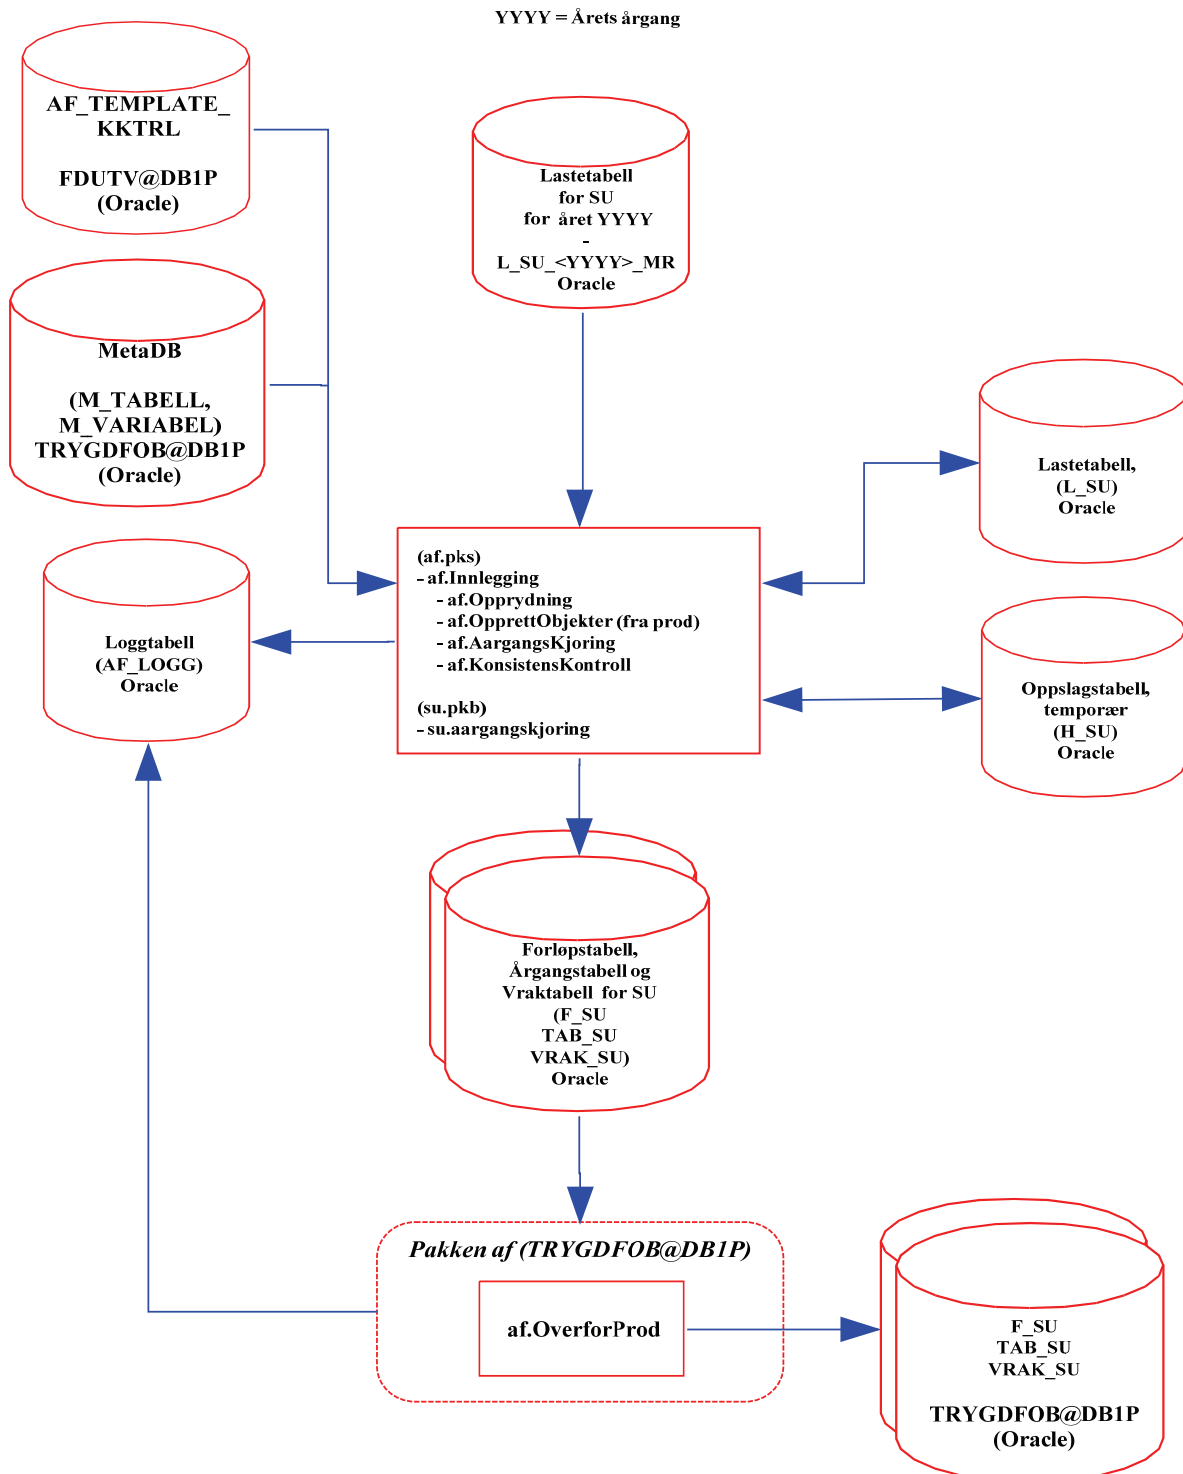 YYYY = Årets årgang
AF_TEMPLATE_
KKTRL
FDUTV@DB1P
(Oracle)
Lastetabell
for SU
for året YYYY
-
L_SU_<YYYY>_MR
Oracle
MetaDB
(M_TABELL,
M_VARIABEL)
TRYGDFOB@DB1P
(Oracle)
Lastetabell,
(L_SU)
Oracle
(af.pks)
- af.Innlegging
- af.Opprydning
- af.OpprettObjekter (fra prod)
- af.AargangsKjoring
- af.KonsistensKontroll
(su.pkb)
- su.aargangskjoring
Loggtabell
(AF_LOGG)
Oracle
Oppslagstabell,
temporær
(H_SU)
Oracle
Forløpstabell,
Årgangstabell og
Vraktabell for SU
(F_SU
TAB_SU
VRAK_SU)
Oracle
Pakken af (TRYGDFOB@DB1P)
af.OverforProd
F_SU
TAB_SU
VRAK_SU
TRYGDFOB@DB1P
(Oracle)